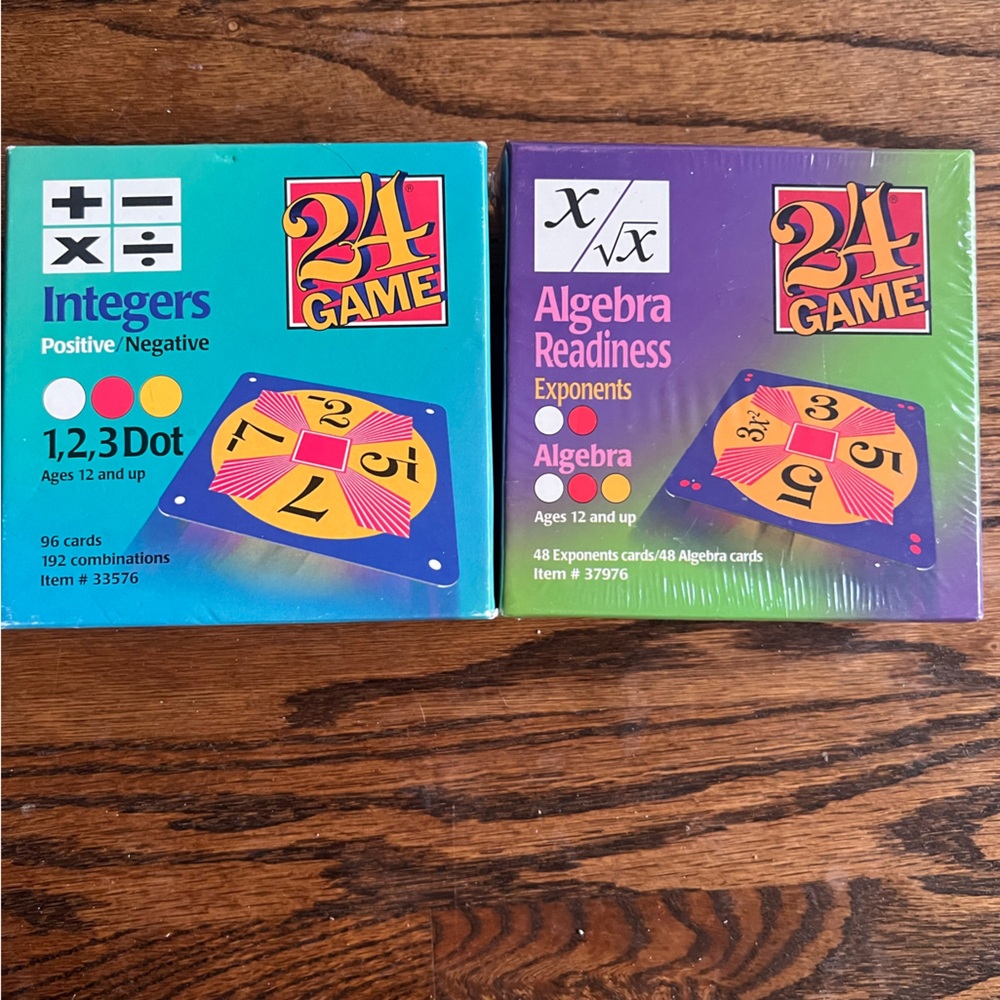 + −
× ÷
24®
GAME
Integers
Positive/Negative
1,2,3 Dot
Ages 12 and up
-2
-7
-5
7
96 cards
192 combinations
Item # 33576
x/√x
24®
GAME
Algebra
Readiness
Exponents
Algebra
Ages 12 and up
3
3x²
5
5
48 Exponents cards/48 Algebra cards
Item # 37976